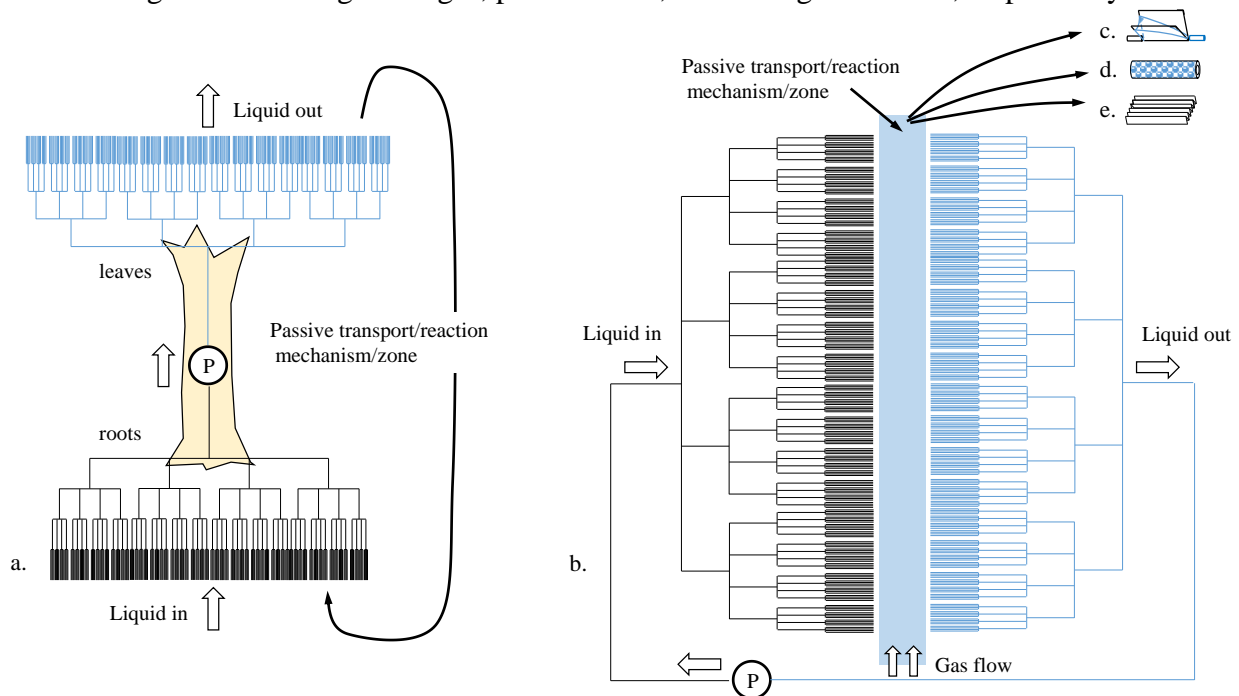 c.
Passive transport/reaction
mechanism/zone
d.
e.
Liquid out
leaves
Passive transport/reaction
mechanism/zone
P
roots
a.
Liquid in
Liquid in
Liquid out
b.
Gas flow
P